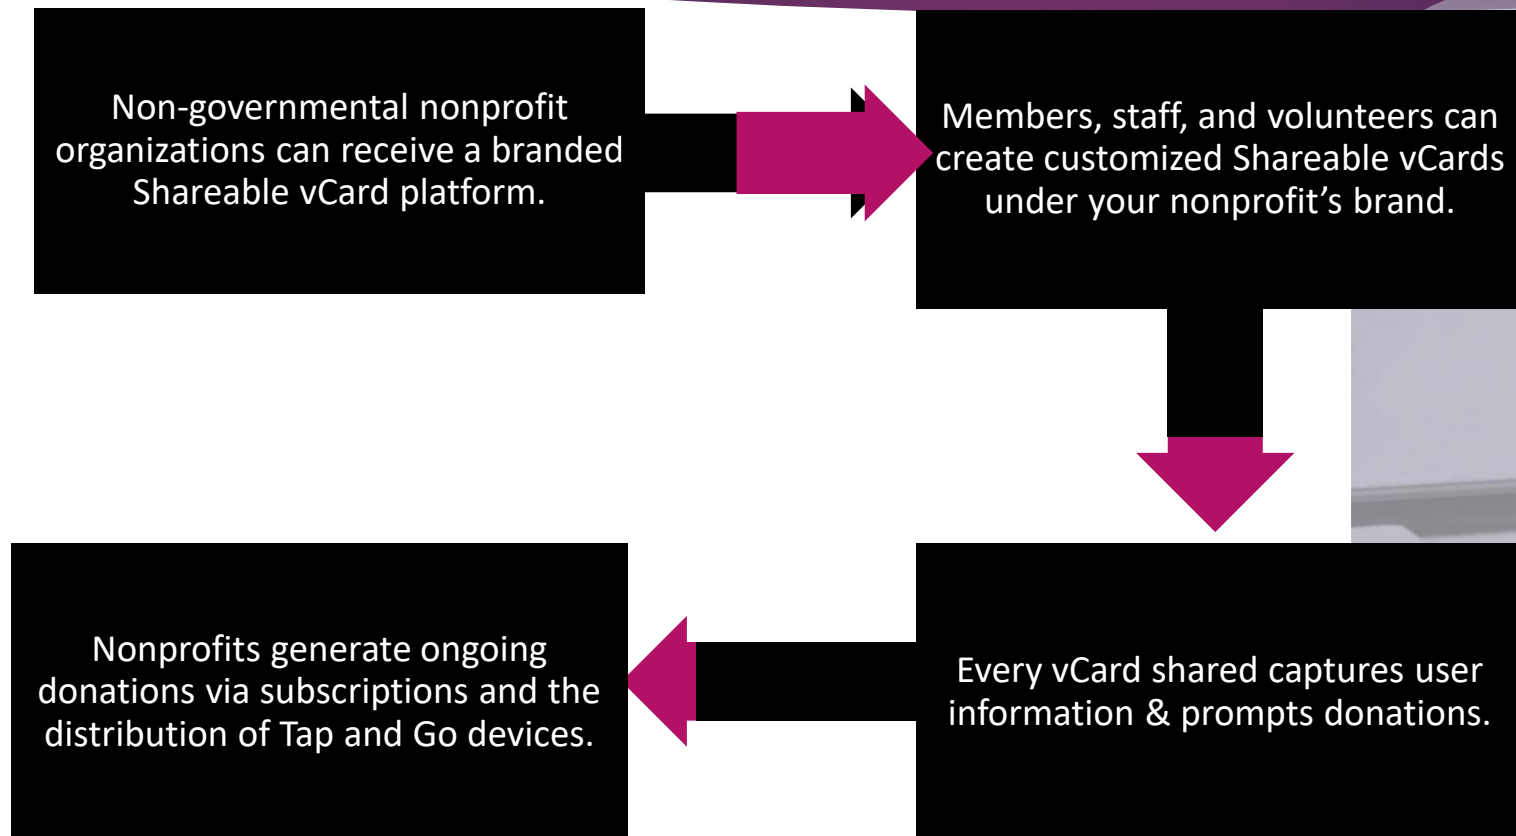 Non-governmental nonprofit
organizations can receive a branded
Shareable vCard platform.
Members, staff, and volunteers can
create customized Shareable vCards
under your nonprofit’s brand.
Every vCard shared captures user
information & prompts donations.
Nonprofits generate ongoing
donations via subscriptions and the
distribution of Tap and Go devices.